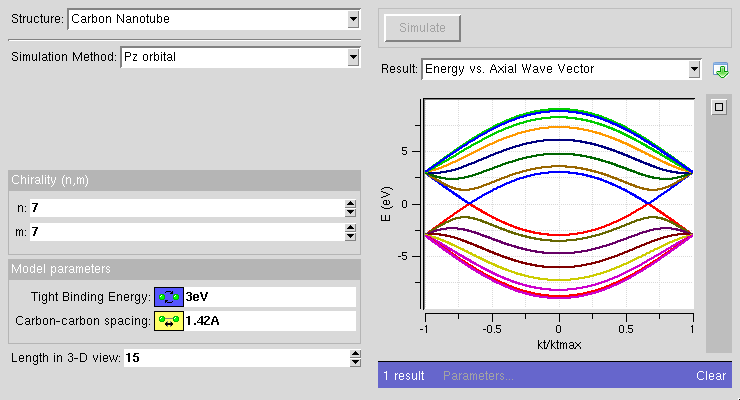 Structure: Carbon Nanotube
Simulation Method: Pz orbital
Chirality (n,m)
n: 7
m: 7
Model parameters
Tight Binding Energy: 3eV
Carbon-carbon spacing: 1.42A
Length in 3-D view: 15
Simulate
Result: Energy vs. Axial Wave Vector
E (eV)
5
0
-5
-1 -0.5 0 0.5 1
kt/ktmax
1 result Parameters... Clear